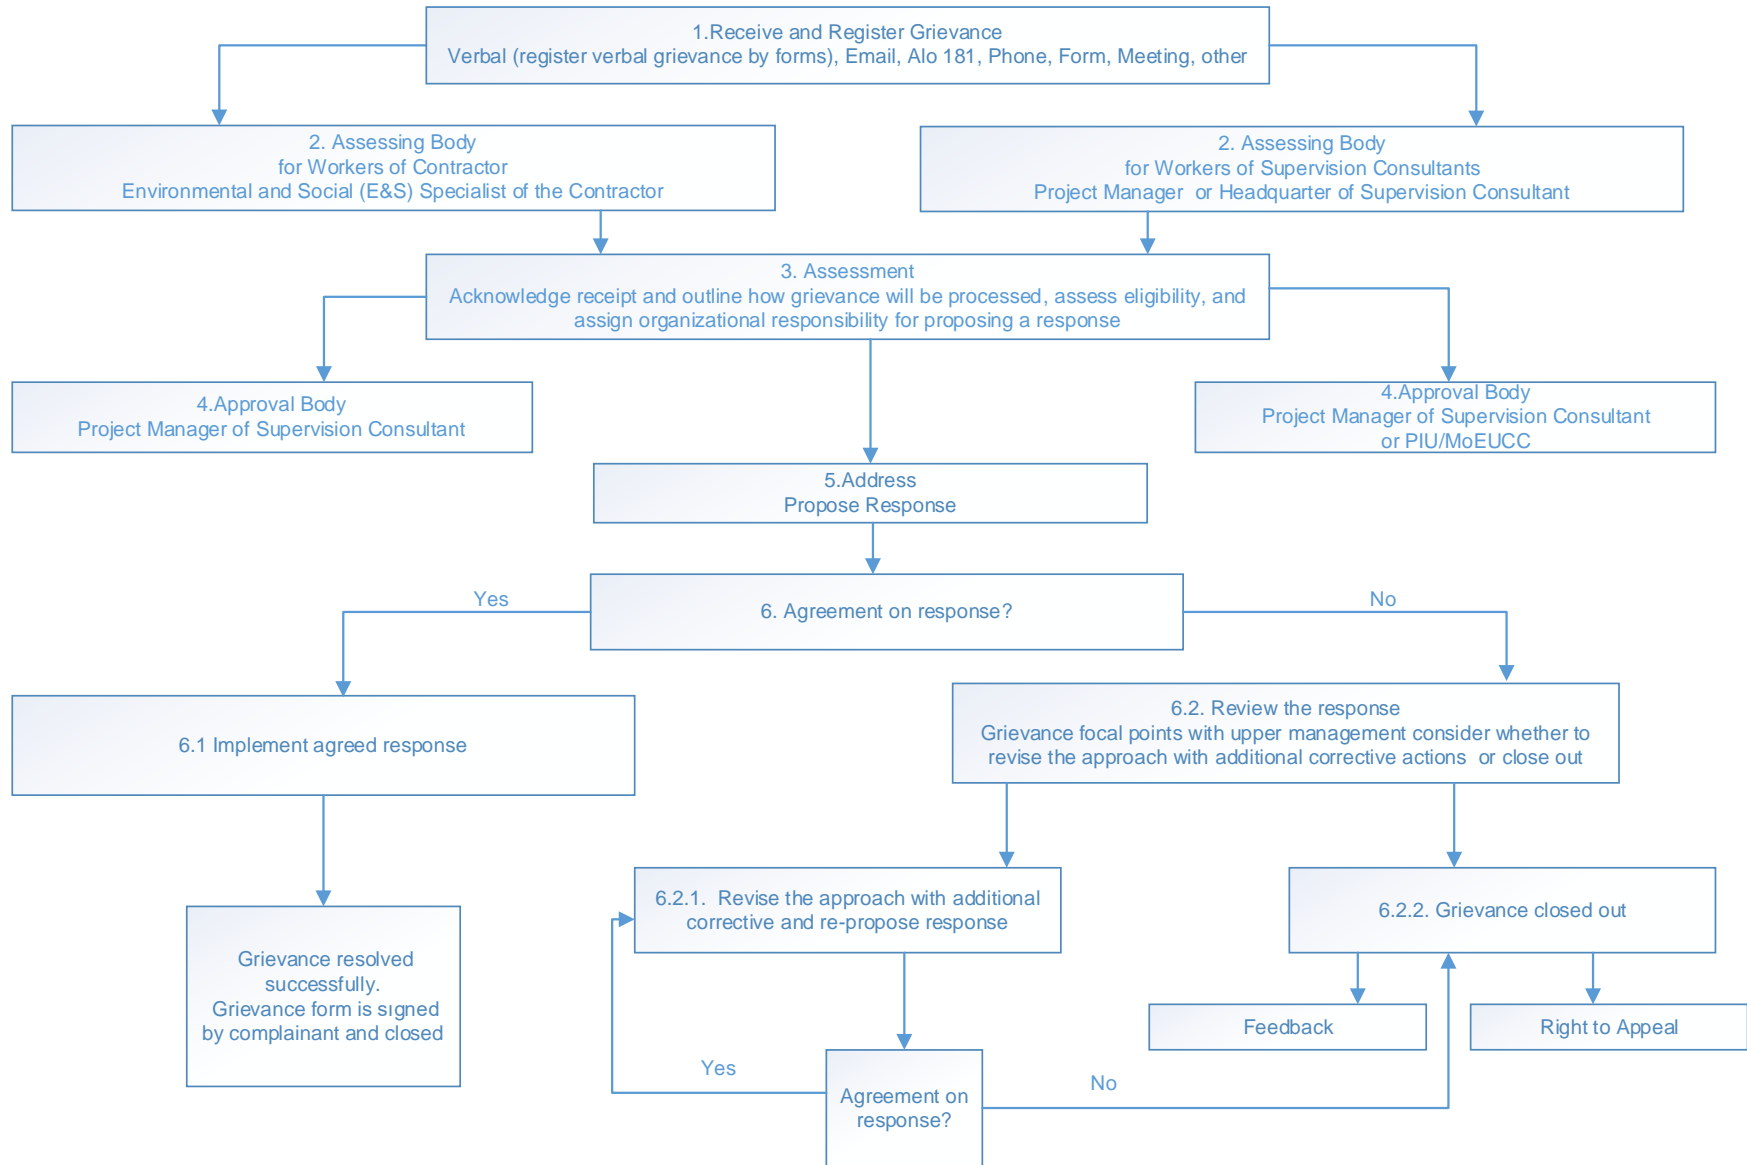 1.Receive and Register Grievance
Verbal (register verbal grievance by forms), Email, Alo 181, Phone, Form, Meeting, other
2. Assessing Body
for Workers of Contractor
Environmental and Social (E&S) Specialist of the Contractor
2. Assessing Body
for Workers of Supervision Consultants
Project Manager or Headquarter of Supervision Consultant
3. Assessment
Acknowledge receipt and outline how grievance will be processed, assess eligibility, and
assign organizational responsibility for proposing a response
4.Approval Body
Project Manager of Supervision Consultant
4.Approval Body
Project Manager of Supervision Consultant
or PIU/MoEUCC
5.Address
Propose Response
Yes
6. Agreement on response?
No
6.1 Implement agreed response
6.2. Review the response
Grievance focal points with upper management consider whether to
revise the approach with additional corrective actions or close out
6.2.1. Revise the approach with additional
corrective and re-propose response
6.2.2. Grievance closed out
Grievance resolved
successfully.
Grievance form is sıgned
by complainant and closed
Feedback
Right to Appeal
Yes
Agreement on
response?
No